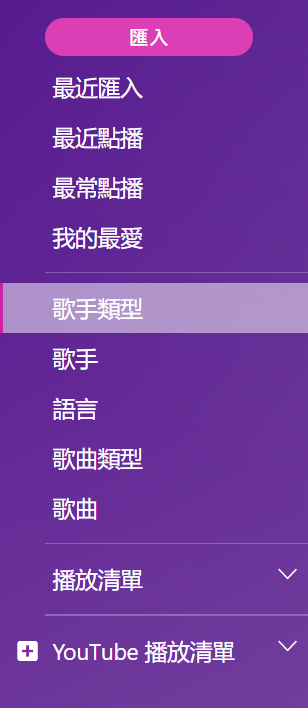 匯入
最近匯入
最近點播
最常點播
我的最愛
歌手類型
歌手
語言
歌曲類型
歌曲
播放清單
YouTube 播放清單